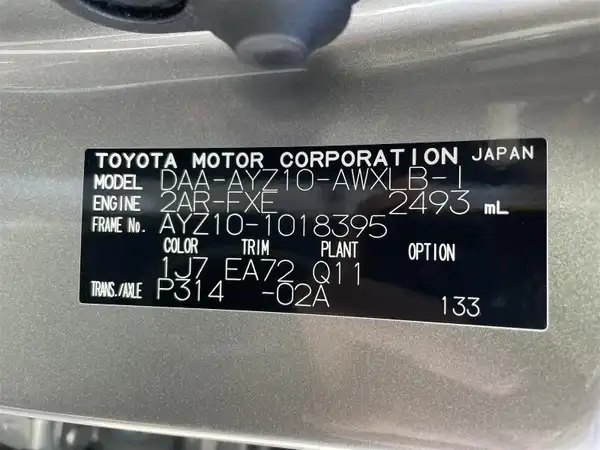 TOYOTA MOTOR CORPORATION JAPAN
MODEL DAA-AYZ10-AWXLB-I
ENGINE 2AR-FXE 2493 mL
FRAME No. AYZ10-1018395
COLOR TRIM PLANT OPTION
1J7 EA72 Q11
TRANS./AXLE P314 -02A
133